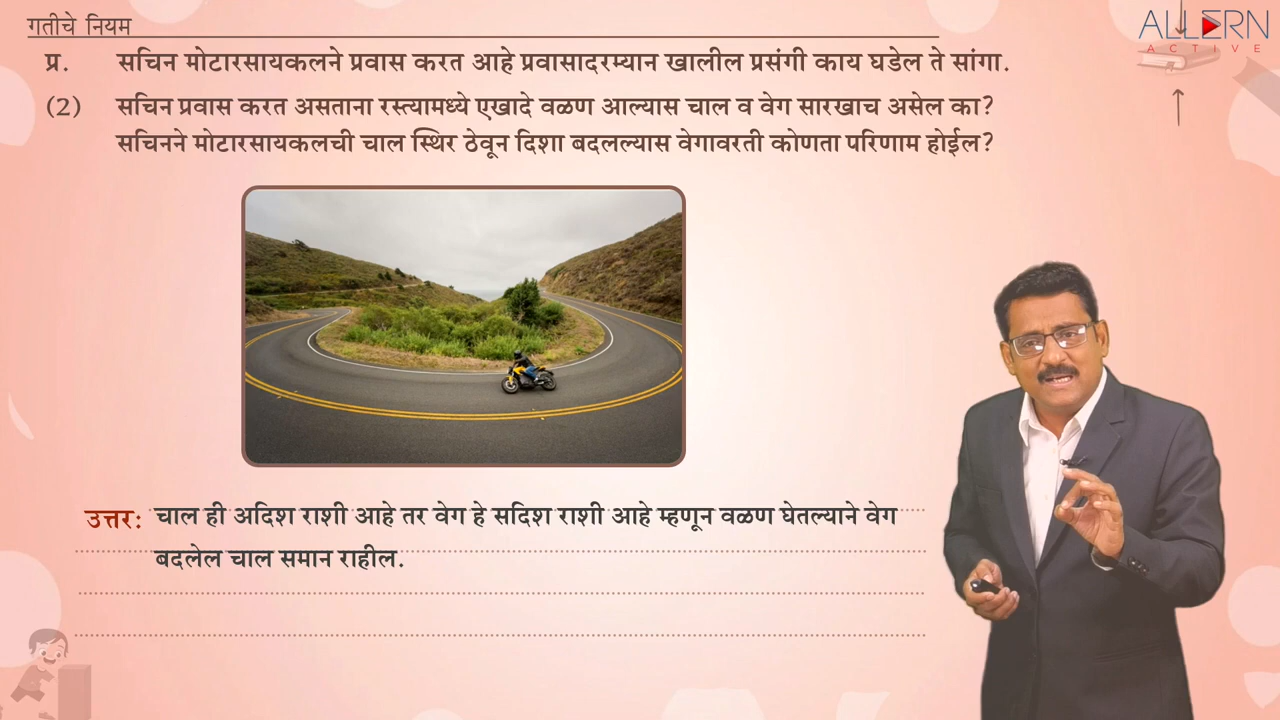 गतीचे नियम
ALLERN
ACTIVE
प्र. सचिन मोटारसायकलने प्रवास करत आहे प्रवासादरम्यान खालील प्रसंगी काय घडेल ते सांगा.
(2) सचिन प्रवास करत असताना रस्त्यामध्ये एखादे वळण आल्यास चाल व वेग सारखाच असेल का?
सचिनने मोटारसायकलची चाल स्थिर ठेवून दिशा बदलल्यास वेगावरती कोणता परिणाम होईल?
उत्तर: चाल ही अदिश राशी आहे तर वेग हे सदिश राशी आहे म्हणून वळण घेतल्याने वेग
बदलेल चाल समान राहील.